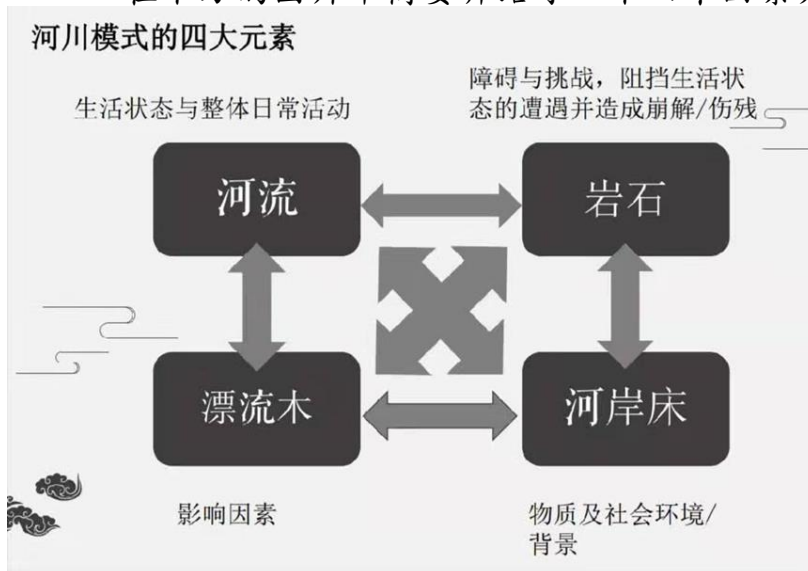 河川模式的四大元素
生活状态与整体日常活动
障碍与挑战，阻挡生活状
态的遭遇并造成崩解/伤残
河流
岩石
漂流木
河岸床
影响因素
物质及社会环境/
背景